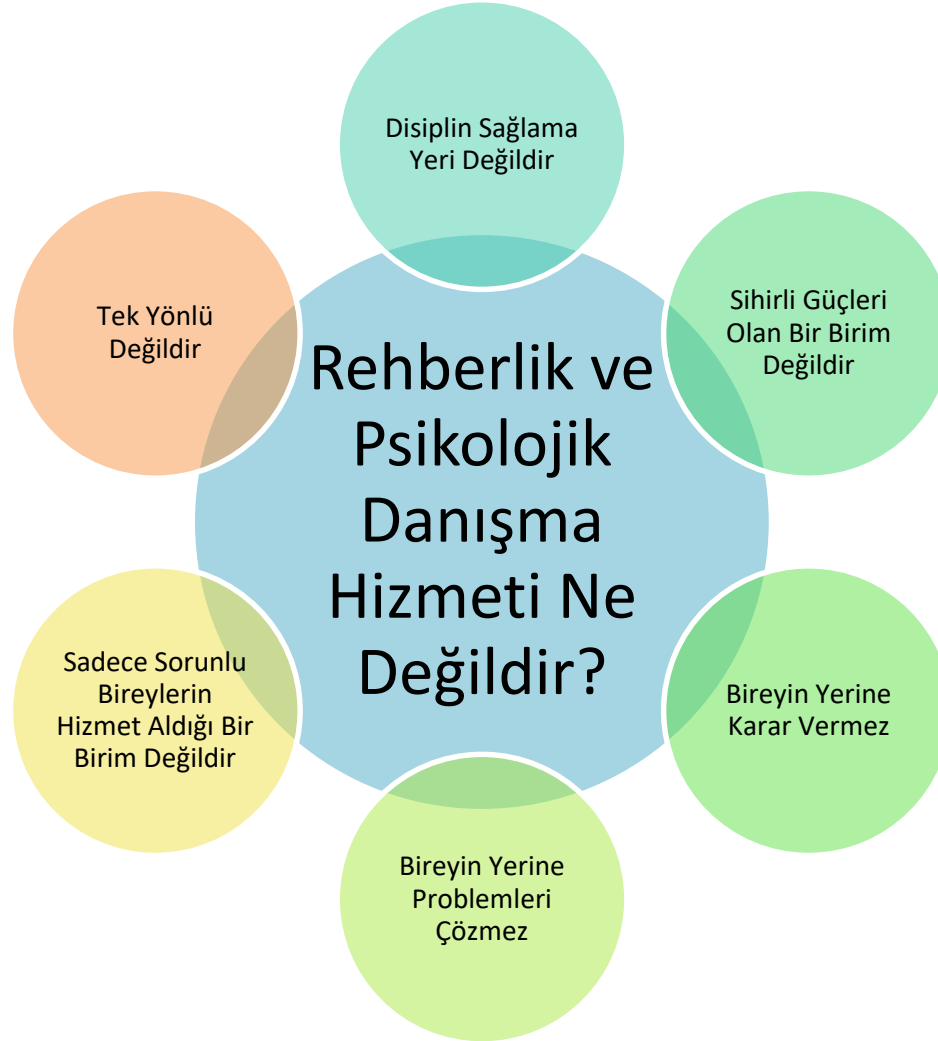 Disiplin Sağlama
Yeri Değildir
Sihirli Güçleri
Olan Bir Birim
Değildir
Bireyin Yerine
Karar Vermez
Bireyin Yerine
Problemleri
Çözmez
Sadece Sorunlu
Bireylerin
Hizmet Aldığı Bir
Birim Değildir
Tek Yönlü
Değildir
Rehberlik ve
Psikolojik
Danışma
Hizmeti Ne
Değildir?